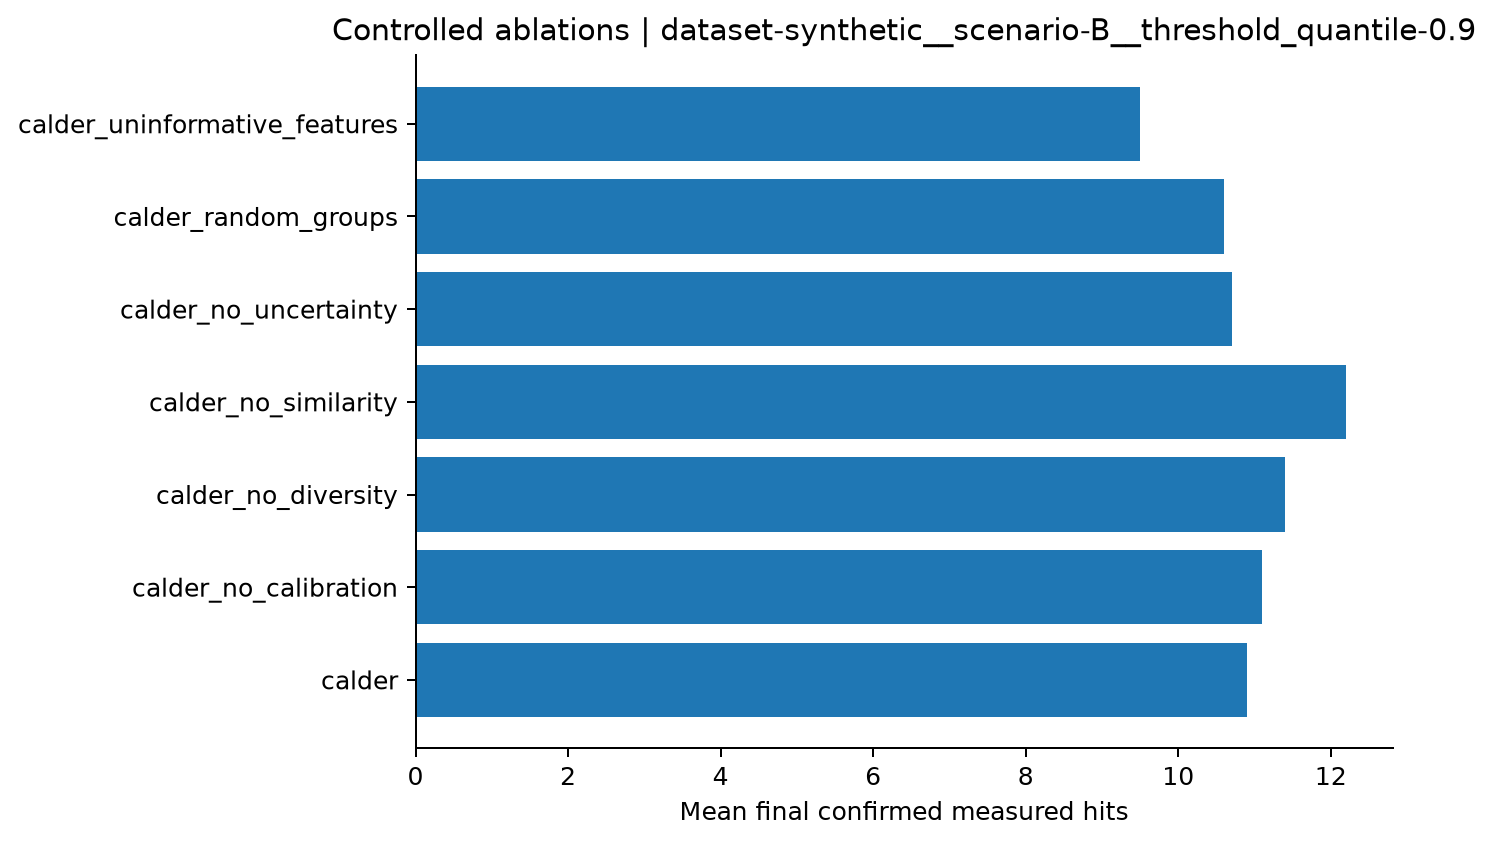 Controlled ablations | dataset-synthetic__scenario-B__threshold_quantile-0.9
calder_uninformative_features
calder_random_groups
calder_no_uncertainty
calder_no_similarity
calder_no_diversity
calder_no_calibration
calder
0 2 4 6 8 10 12
Mean final confirmed measured hits